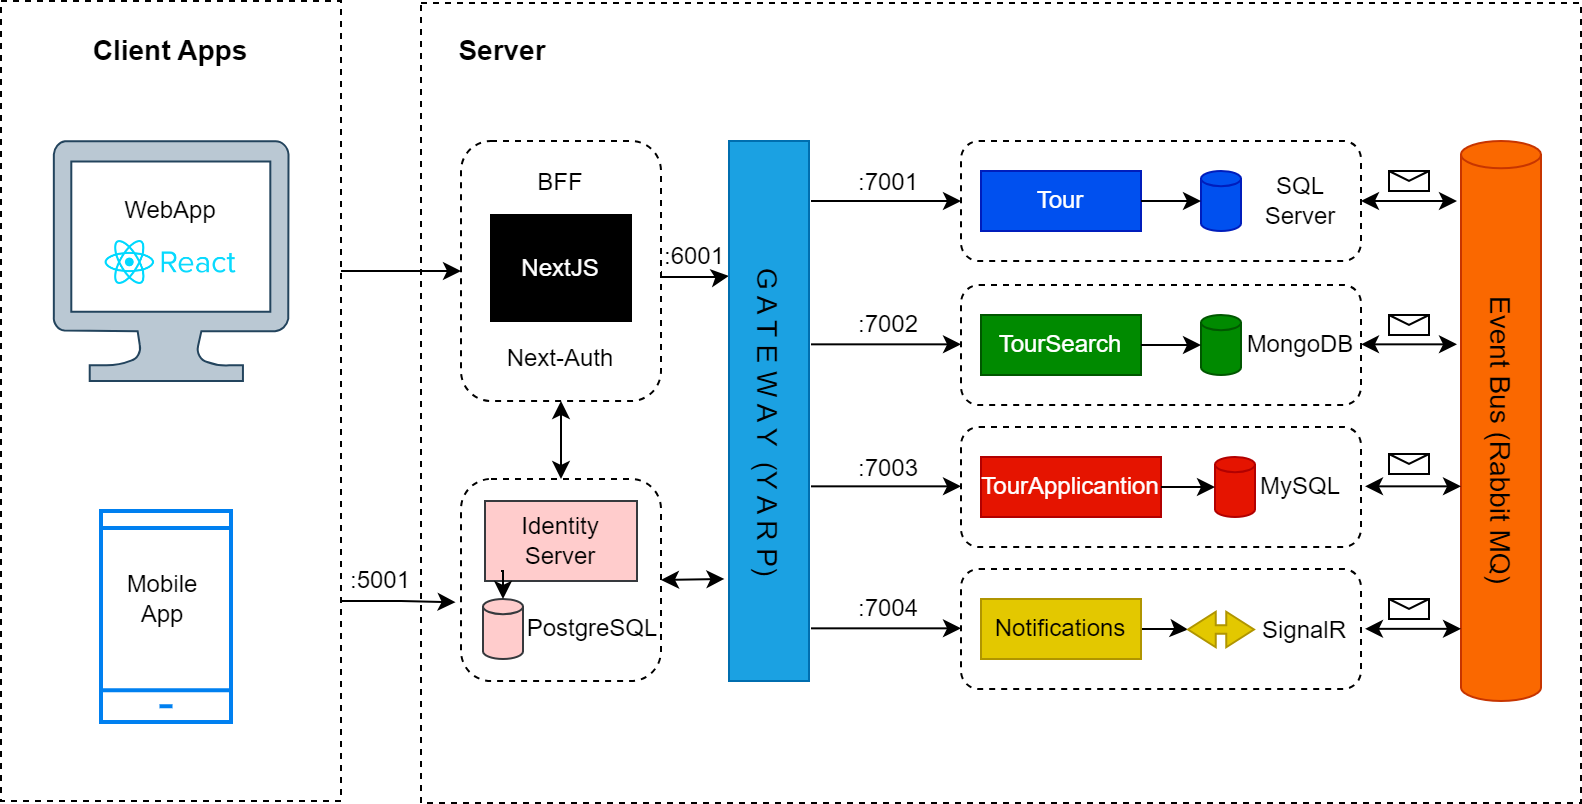 Client Apps
Server
WebApp
React
Mobile
App
:5001
BFF
NextJS
Next-Auth
Identity
Server
PostgreSQL
:6001
GATEWAY (YARP)
:7001
Tour
SQL
Server
:7002
TourSearch
MongoDB
:7003
TourApplicantion
MySQL
:7004
Notifications
SignalR
Event Bus (Rabbit MQ)